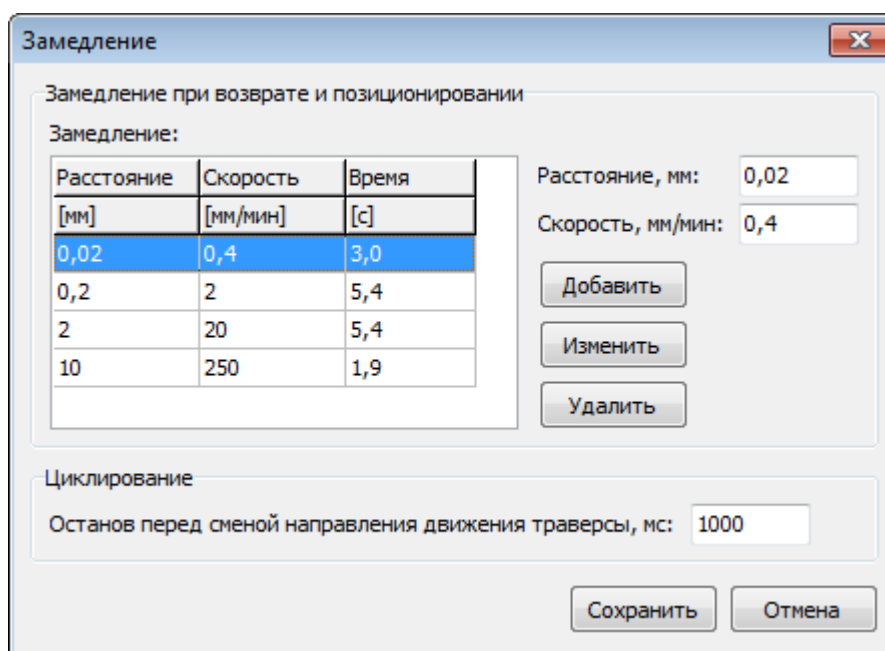 Замедление
Замедление при возврате и позиционировании
Замедление:
Расстояние Скорость Время
[мм] [мм/мин] [с]
0,02 0,4 3,0
0,2 2 5,4
2 20 5,4
10 250 1,9
Расстояние, мм: 0,02
Скорость, мм/мин: 0,4
Добавить
Изменить
Удалить
Циклирование
Останов перед сменой направления движения траверсы, мс: 1000
Сохранить Отмена